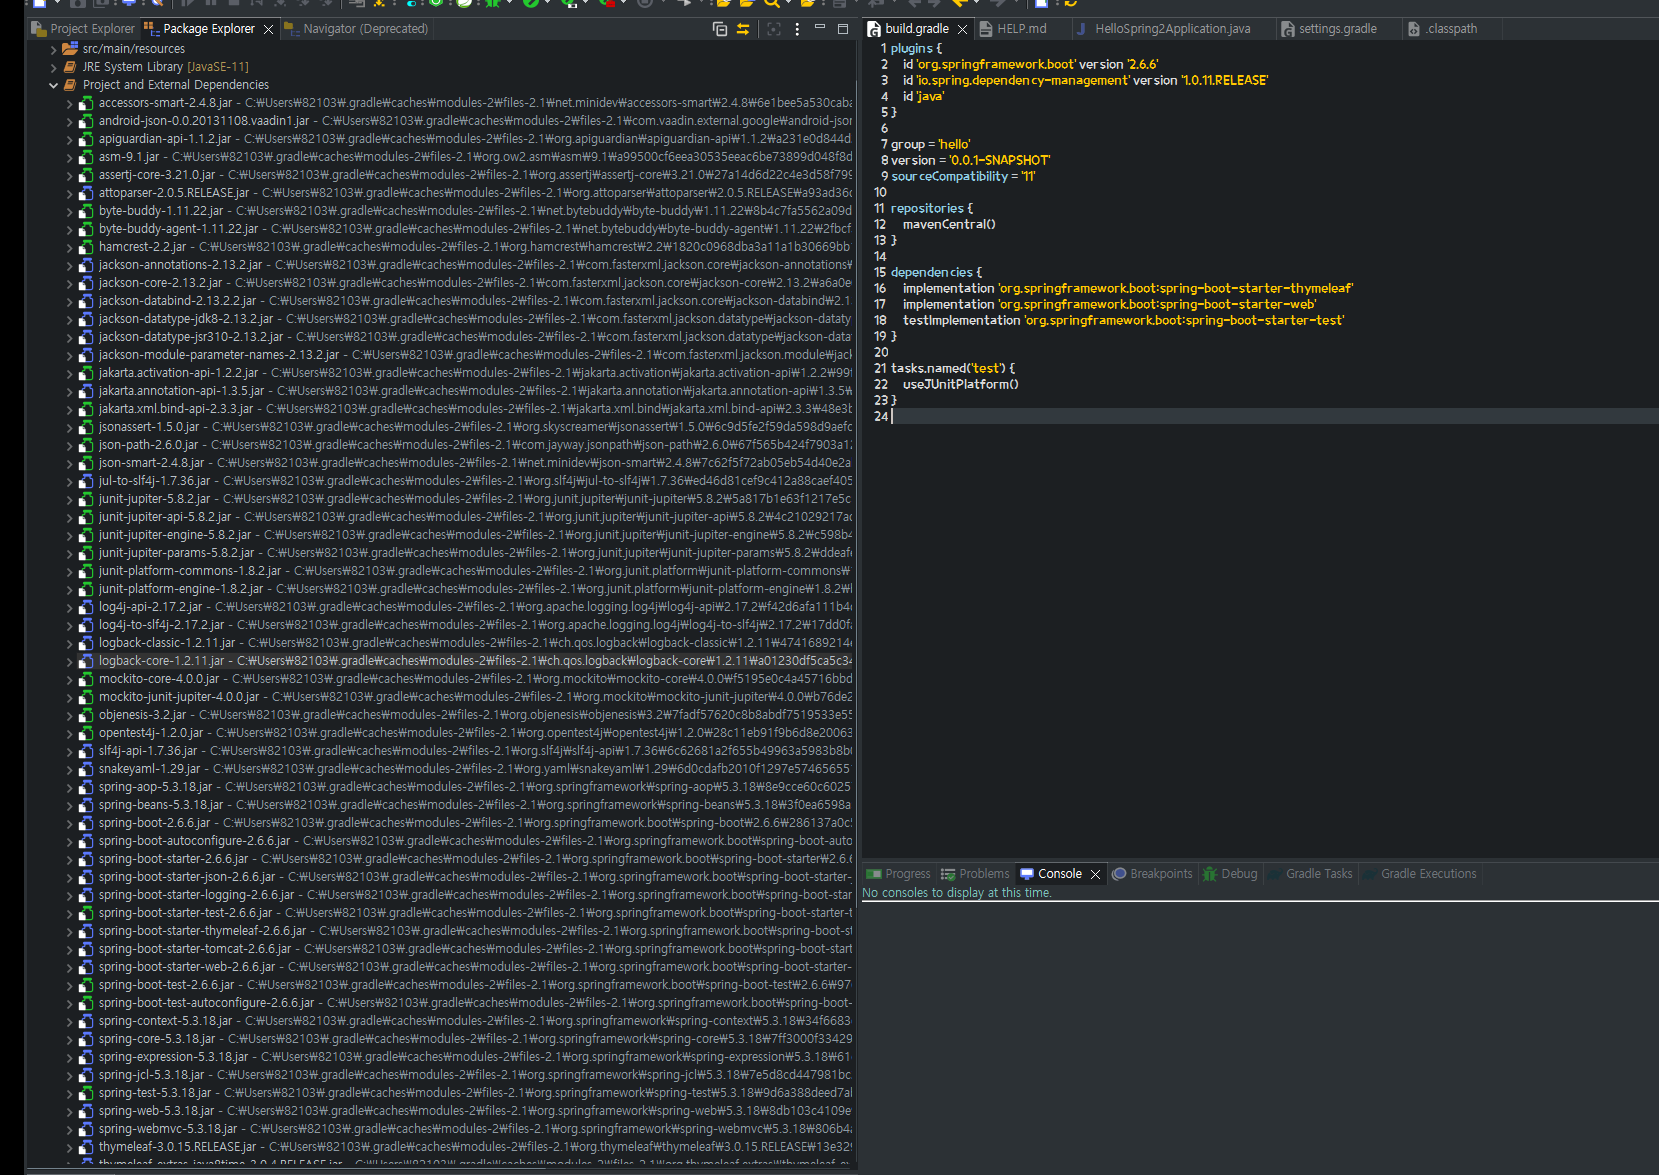 Project Explorer
Package Explorer
Navigator (Deprecated)
src/main/resources
JRE System Library [JavaSE-11]
Project and External Dependencies
accessors-smart-2.4.8.jar - C:₩Users₩82103₩.gradle₩caches₩modules-2₩files-2.1₩net.minidev₩accessors-smart₩2.4.8₩6e1bee5a530caba
android-json-0.0.20131108.vaadin1.jar - C:₩Users₩82103₩.gradle₩caches₩modules-2₩files-2.1₩com.vaadin.external.google₩android-jsor
apiguardian-api-1.1.2.jar - C:₩Users₩82103₩.gradle₩caches₩modules-2₩files-2.1₩org.apiguardian₩apiguardian-api₩1.1.2₩a231e0d844d
asm-9.1.jar - C:₩Users₩82103₩.gradle₩caches₩modules-2₩files-2.1₩org.ow2.asm₩asm₩9.1₩a99500cf6eea30535eeac6be73899d048f8d
assertj-core-3.21.0.jar - C:₩Users₩82103₩.gradle₩caches₩modules-2₩files-2.1₩org.assertj₩assertj-core₩3.21.0₩27a14d6d22c4e3d58f799
attoparser-2.0.5.RELEASE.jar - C:₩Users₩82103₩.gradle₩caches₩modules-2₩files-2.1₩org.attoparser₩attoparser₩2.0.5.RELEASE₩a93ad36c
byte-buddy-1.11.22.jar - C:₩Users₩82103₩.gradle₩caches₩modules-2₩files-2.1₩net.bytebuddy₩byte-buddy₩1.11.22₩8b4c7fa5562a09d
byte-buddy-agent-1.11.22.jar - C:₩Users₩82103₩.gradle₩caches₩modules-2₩files-2.1₩net.bytebuddy₩byte-buddy-agent₩1.11.22₩2fbcf
hamcrest-2.2.jar - C:₩Users₩82103₩.gradle₩caches₩modules-2₩files-2.1₩org.hamcrest₩hamcrest₩2.2₩1820c0968dba3a11a1b30669bb
jackson-annotations-2.13.2.jar - C:₩Users₩82103₩.gradle₩caches₩modules-2₩files-2.1₩com.fasterxml.jackson.core₩jackson-annotations₩
jackson-core-2.13.2.jar - C:₩Users₩82103₩.gradle₩caches₩modules-2₩files-2.1₩com.fasterxml.jackson.core₩jackson-core₩2.13.2₩a6a0e
jackson-databind-2.13.2.2.jar - C:₩Users₩82103₩.gradle₩caches₩modules-2₩files-2.1₩com.fasterxml.jackson.core₩jackson-databind₩2.1
jackson-datatype-jdk8-2.13.2.jar - C:₩Users₩82103₩.gradle₩caches₩modules-2₩files-2.1₩com.fasterxml.jackson.datatype₩jackson-dataty
jackson-datatype-jsr310-2.13.2.jar - C:₩Users₩82103₩.gradle₩caches₩modules-2₩files-2.1₩com.fasterxml.jackson.datatype₩jackson-data
jackson-module-parameter-names-2.13.2.jar - C:₩Users₩82103₩.gradle₩caches₩modules-2₩files-2.1₩com.fasterxml.jackson.module₩jack
jakarta.activation-api-1.2.2.jar - C:₩Users₩82103₩.gradle₩caches₩modules-2₩files-2.1₩jakarta.activation₩jakarta.activation-api₩1.2.2₩99f
jakarta.annotation-api-1.3.5.jar - C:₩Users₩82103₩.gradle₩caches₩modules-2₩files-2.1₩jakarta.annotation₩jakarta.annotation-api₩1.3.5₩
jakarta.xml.bind-api-2.3.3.jar - C:₩Users₩82103₩.gradle₩caches₩modules-2₩files-2.1₩jakarta.xml.bind₩jakarta.xml.bind-api₩2.3.3₩48e3b
jsonassert-1.5.0.jar - C:₩Users₩82103₩.gradle₩caches₩modules-2₩files-2.1₩org.skyscreamer₩jsonassert₩1.5.0₩6c9d5fe2f59da598d9aefc
json-path-2.6.0.jar - C:₩Users₩82103₩.gradle₩caches₩modules-2₩files-2.1₩com.jayway.jsonpath₩json-path₩2.6.0₩67f565b424f7903a12
json-smart-2.4.8.jar - C:₩Users₩82103₩.gradle₩caches₩modules-2₩files-2.1₩net.minidev₩json-smart₩2.4.8₩7c62f5f72ab05eb54d40e2a
jul-to-slf4j-1.7.36.jar - C:₩Users₩82103₩.gradle₩caches₩modules-2₩files-2.1₩org.slf4j₩jul-to-slf4j₩1.7.36₩ed46d81cef9c412a88caef405
junit-jupiter-5.8.2.jar - C:₩Users₩82103₩.gradle₩caches₩modules-2₩files-2.1₩org.junit.jupiter₩junit-jupiter₩5.8.2₩5a817b1e63f1217e5c
junit-jupiter-api-5.8.2.jar - C:₩Users₩82103₩.gradle₩caches₩modules-2₩files-2.1₩org.junit.jupiter₩junit-jupiter-api₩5.8.2₩4c21029217ac
junit-jupiter-engine-5.8.2.jar - C:₩Users₩82103₩.gradle₩caches₩modules-2₩files-2.1₩org.junit.jupiter₩junit-jupiter-engine₩5.8.2₩c598b4
junit-jupiter-params-5.8.2.jar - C:₩Users₩82103₩.gradle₩caches₩modules-2₩files-2.1₩org.junit.jupiter₩junit-jupiter-params₩5.8.2₩ddeafe
junit-platform-commons-1.8.2.jar - C:₩Users₩82103₩.gradle₩caches₩modules-2₩files-2.1₩org.junit.platform₩junit-platform-commons₩
junit-platform-engine-1.8.2.jar - C:₩Users₩82103₩.gradle₩caches₩modules-2₩files-2.1₩org.junit.platform₩junit-platform-engine₩1.8.2₩
log4j-api-2.17.2.jar - C:₩Users₩82103₩.gradle₩caches₩modules-2₩files-2.1₩org.apache.logging.log4j₩log4j-api₩2.17.2₩f42d6afa111b4
log4j-to-slf4j-2.17.2.jar - C:₩Users₩82103₩.gradle₩caches₩modules-2₩files-2.1₩org.apache.logging.log4j₩log4j-to-slf4j₩2.17.2₩17dd0fa
logback-classic-1.2.11.jar - C:₩Users₩82103₩.gradle₩caches₩modules-2₩files-2.1₩ch.qos.logback₩logback-classic₩1.2.11₩4741689214
logback-core-1.2.11.jar - C:₩Users₩82103₩.gradle₩caches₩modules-2₩files-2.1₩ch.qos.logback₩logback-core₩1.2.11₩a01230df5ca5c34
mockito-core-4.0.0.jar - C:₩Users₩82103₩.gradle₩caches₩modules-2₩files-2.1₩org.mockito₩mockito-core₩4.0.0₩f5195e0c4a45716bbd
mockito-junit-jupiter-4.0.0.jar - C:₩Users₩82103₩.gradle₩caches₩modules-2₩files-2.1₩org.mockito₩mockito-junit-jupiter₩4.0.0₩b76de2
objenesis-3.2.jar - C:₩Users₩82103₩.gradle₩caches₩modules-2₩files-2.1₩org.objenesis₩objenesis₩3.2₩7fadf57620c8b8abdf7519533e55
opentest4j-1.2.0.jar - C:₩Users₩82103₩.gradle₩caches₩modules-2₩files-2.1₩org.opentest4j₩opentest4j₩1.2.0₩28c11eb91f9b6d8e20063
slf4j-api-1.7.36.jar - C:₩Users₩82103₩.gradle₩caches₩modules-2₩files-2.1₩org.slf4j₩slf4j-api₩1.7.36₩6c62681a2f655b49963a5983b8b
snakeyaml-1.29.jar - C:₩Users₩82103₩.gradle₩caches₩modules-2₩files-2.1₩org.yaml₩snakeyaml₩1.29₩6d0cdafb2010f1297e57465655
spring-aop-5.3.18.jar - C:₩Users₩82103₩.gradle₩caches₩modules-2₩files-2.1₩org.springframework₩spring-aop₩5.3.18₩8e9cce60c6025
spring-beans-5.3.18.jar - C:₩Users₩82103₩.gradle₩caches₩modules-2₩files-2.1₩org.springframework₩spring-beans₩5.3.18₩3f0ea6598a
spring-boot-2.6.6.jar - C:₩Users₩82103₩.gradle₩caches₩modules-2₩files-2.1₩org.springframework.boot₩spring-boot₩2.6.6₩286137a0c
spring-boot-autoconfigure-2.6.6.jar - C:₩Users₩82103₩.gradle₩caches₩modules-2₩files-2.1₩org.springframework.boot₩spring-boot-auto
spring-boot-starter-2.6.6.jar - C:₩Users₩82103₩.gradle₩caches₩modules-2₩files-2.1₩org.springframework.boot₩spring-boot-starter₩2.6.6
spring-boot-starter-json-2.6.6.jar - C:₩Users₩82103₩.gradle₩caches₩modules-2₩files-2.1₩org.springframework.boot₩spring-boot-starter-
spring-boot-starter-logging-2.6.6.jar - C:₩Users₩82103₩.gradle₩caches₩modules-2₩files-2.1₩org.springframework.boot₩spring-boot-start
spring-boot-starter-test-2.6.6.jar - C:₩Users₩82103₩.gradle₩caches₩modules-2₩files-2.1₩org.springframework.boot₩spring-boot-starter-t
spring-boot-starter-thymeleaf-2.6.6.jar - C:₩Users₩82103₩.gradle₩caches₩modules-2₩files-2.1₩org.springframework.boot₩spring-boot-st
spring-boot-starter-tomcat-2.6.6.jar - C:₩Users₩82103₩.gradle₩caches₩modules-2₩files-2.1₩org.springframework.boot₩spring-boot-start
spring-boot-starter-web-2.6.6.jar - C:₩Users₩82103₩.gradle₩caches₩modules-2₩files-2.1₩org.springframework.boot₩spring-boot-starter-
spring-boot-test-2.6.6.jar - C:₩Users₩82103₩.gradle₩caches₩modules-2₩files-2.1₩org.springframework.boot₩spring-boot-test₩2.6.6₩97
spring-boot-test-autoconfigure-2.6.6.jar - C:₩Users₩82103₩.gradle₩caches₩modules-2₩files-2.1₩org.springframework.boot₩spring-boot-
spring-context-5.3.18.jar - C:₩Users₩82103₩.gradle₩caches₩modules-2₩files-2.1₩org.springframework₩spring-context₩5.3.18₩34f6683
spring-core-5.3.18.jar - C:₩Users₩82103₩.gradle₩caches₩modules-2₩files-2.1₩org.springframework₩spring-core₩5.3.18₩7ff3000f33429
spring-expression-5.3.18.jar - C:₩Users₩82103₩.gradle₩caches₩modules-2₩files-2.1₩org.springframework₩spring-expression₩5.3.18₩61
spring-jcl-5.3.18.jar - C:₩Users₩82103₩.gradle₩caches₩modules-2₩files-2.1₩org.springframework₩spring-jcl₩5.3.18₩7e5d8cd447981bc
spring-test-5.3.18.jar - C:₩Users₩82103₩.gradle₩caches₩modules-2₩files-2.1₩org.springframework₩spring-test₩5.3.18₩9d6a388deed7a
spring-web-5.3.18.jar - C:₩Users₩82103₩.gradle₩caches₩modules-2₩files-2.1₩org.springframework₩spring-web₩5.3.18₩8db103c4109e
spring-webmvc-5.3.18.jar - C:₩Users₩82103₩.gradle₩caches₩modules-2₩files-2.1₩org.springframework₩spring-webmvc₩5.3.18₩806b4
thymeleaf-3.0.15.RELEASE.jar - C:₩Users₩82103₩.gradle₩caches₩modules-2₩files-2.1₩org.thymeleaf₩thymeleaf₩3.0.15.RELEASE₩13e329
build.gradle
HELP.md
HelloSpring2Application.java
settings.gradle
.classpath
1 plugins {
2 id 'org.springframework.boot' version '2.6.6'
3 id 'io.spring.dependency-management' version '1.0.11.RELEASE'
4 id 'java'
5 }
6
7 group = 'hello'
8 version = '0.0.1-SNAPSHOT'
9 sourceCompatibility = '11'
10
11 repositories {
12 mavenCentral()
13 }
14
15 dependencies {
16 implementation 'org.springframework.boot:spring-boot-starter-thymeleaf'
17 implementation 'org.springframework.boot:spring-boot-starter-web'
18 testImplementation 'org.springframework.boot:spring-boot-starter-test'
19 }
20
21 tasks.named('test') {
22 useJUnitPlatform()
23 }
24
Progress
Problems
Console
Breakpoints
Debug
Gradle Tasks
Gradle Executions
No consoles to display at this time.